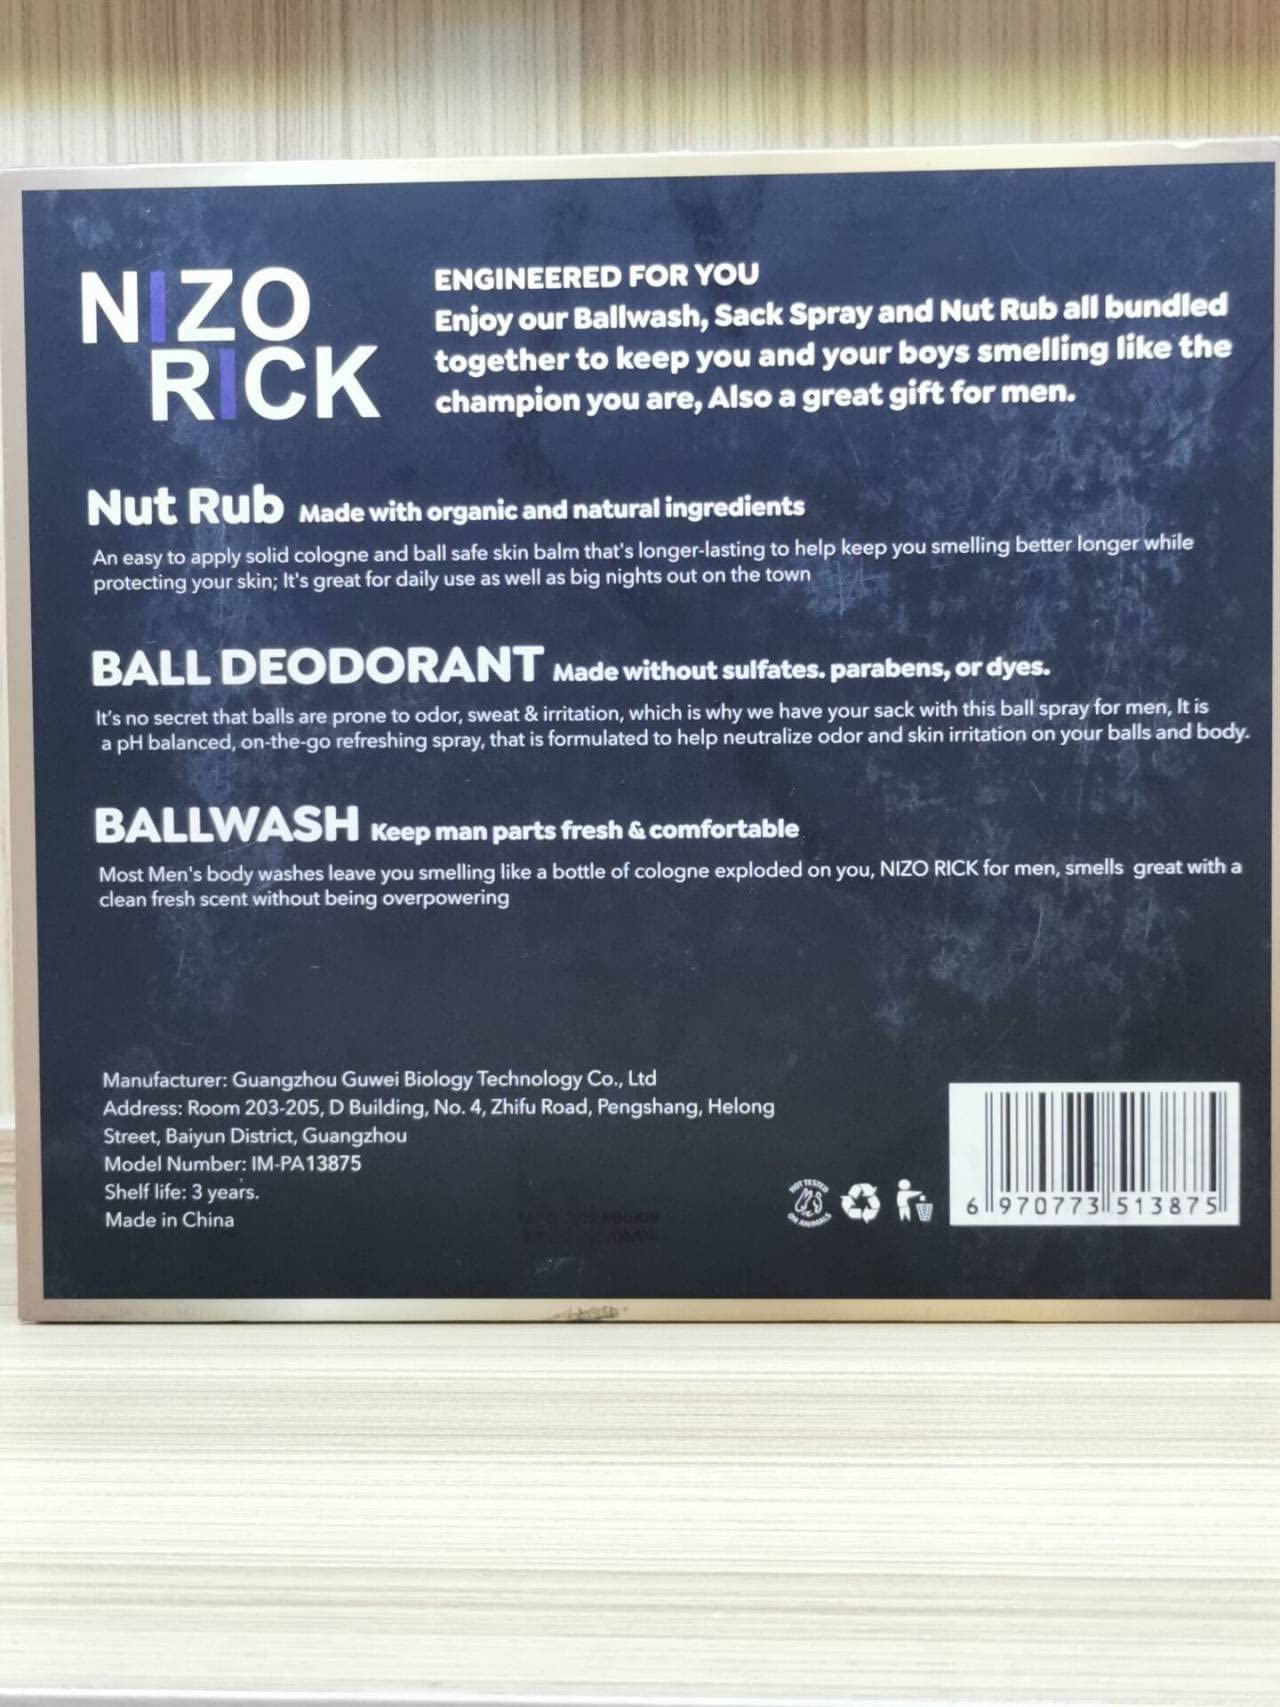 NIZO
RICK
ENGINEERED FOR YOU
Enjoy our Ballwash, Sack Spray and Nut Rub all bundled
together to keep you and your boys smelling like the
champion you are, Also a great gift for men.
Nut Rub Made with organic and natural ingredients
An easy to apply solid cologne and ball safe skin balm that's longer-lasting to help keep you smelling better longer while
protecting your skin; It's great for daily use as well as big nights out on the town
BALL DEODORANT Made without sulfates. parabens, or dyes.
It's no secret that balls are prone to odor, sweat & irritation, which is why we have your sack with this ball spray for men, It is
a pH balanced, on-the-go refreshing spray, that is formulated to help neutralize odor and skin irritation on your balls and body.
BALLWASH Keep man parts fresh & comfortable
Most Men's body washes leave you smelling like a bottle of cologne exploded on you, NIZO RICK for men, smells great with a
clean fresh scent without being overpowering
Manufacturer: Guangzhou Guwei Biology Technology Co., Ltd
Address: Room 203-205, D Building, No. 4, Zhifu Road, Pengshang, Helong
Street, Baiyun District, Guangzhou
Model Number: IM-PA13875
Shelf life: 3 years.
Made in China
NOT TESTED
ON ANIMALS
6 970773 513875